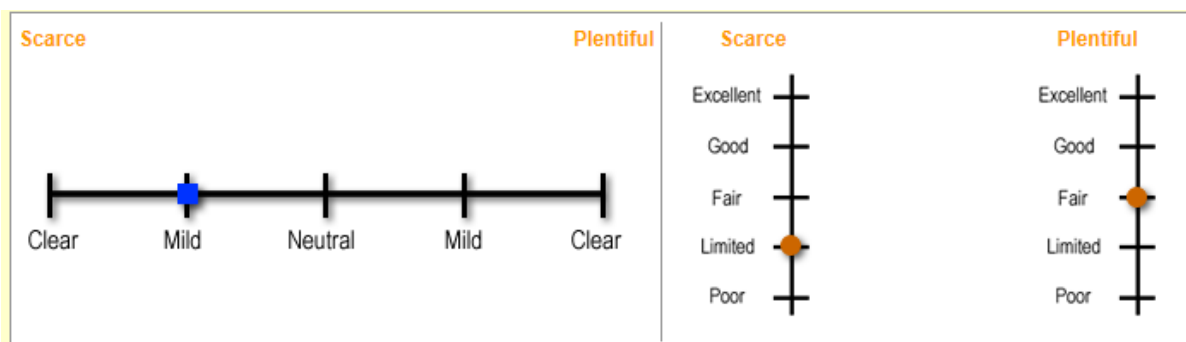 Scarce Plentiful
Clear Mild Neutral Mild Clear
Scarce
Excellent
Good
Fair
Limited
Poor
Plentiful
Excellent
Good
Fair
Limited
Poor